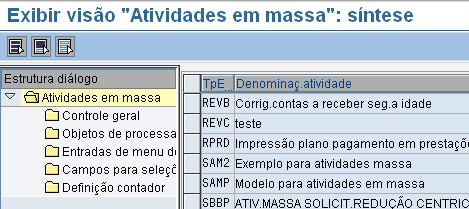 Exibir visão "Atividades em massa": síntese
Estrutura diálogo
Atividades em massa
Controle geral
Objetos de processa
Entradas de menu d
Campos para seleçõ
Definição contador
TpE... Denominaç.atividade
REVB Corrig.contas a receber seg.a idade
REVC teste
RPRD Impressão plano pagamento em prestaçõ
SAM2 Exemplo para atividades massa
SAMP Modelo para atividades em massa
SBBP ATIV.MASSA SOLICIT.REDUÇÃO CENTRIC